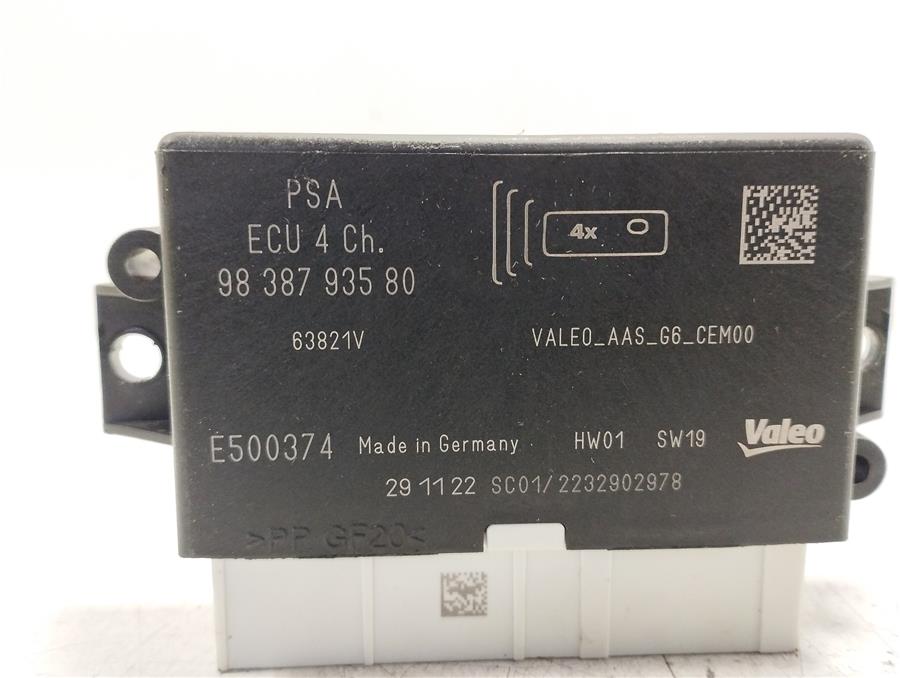 PSA
ECU 4 Ch.
98 387 935 80
4x
63821V
VALEO_AAS_G6_CEM00
E500374 Made in Germany HW01 SW19 Valeo
29 11 22 SC01/2232902978
>PP GF20<